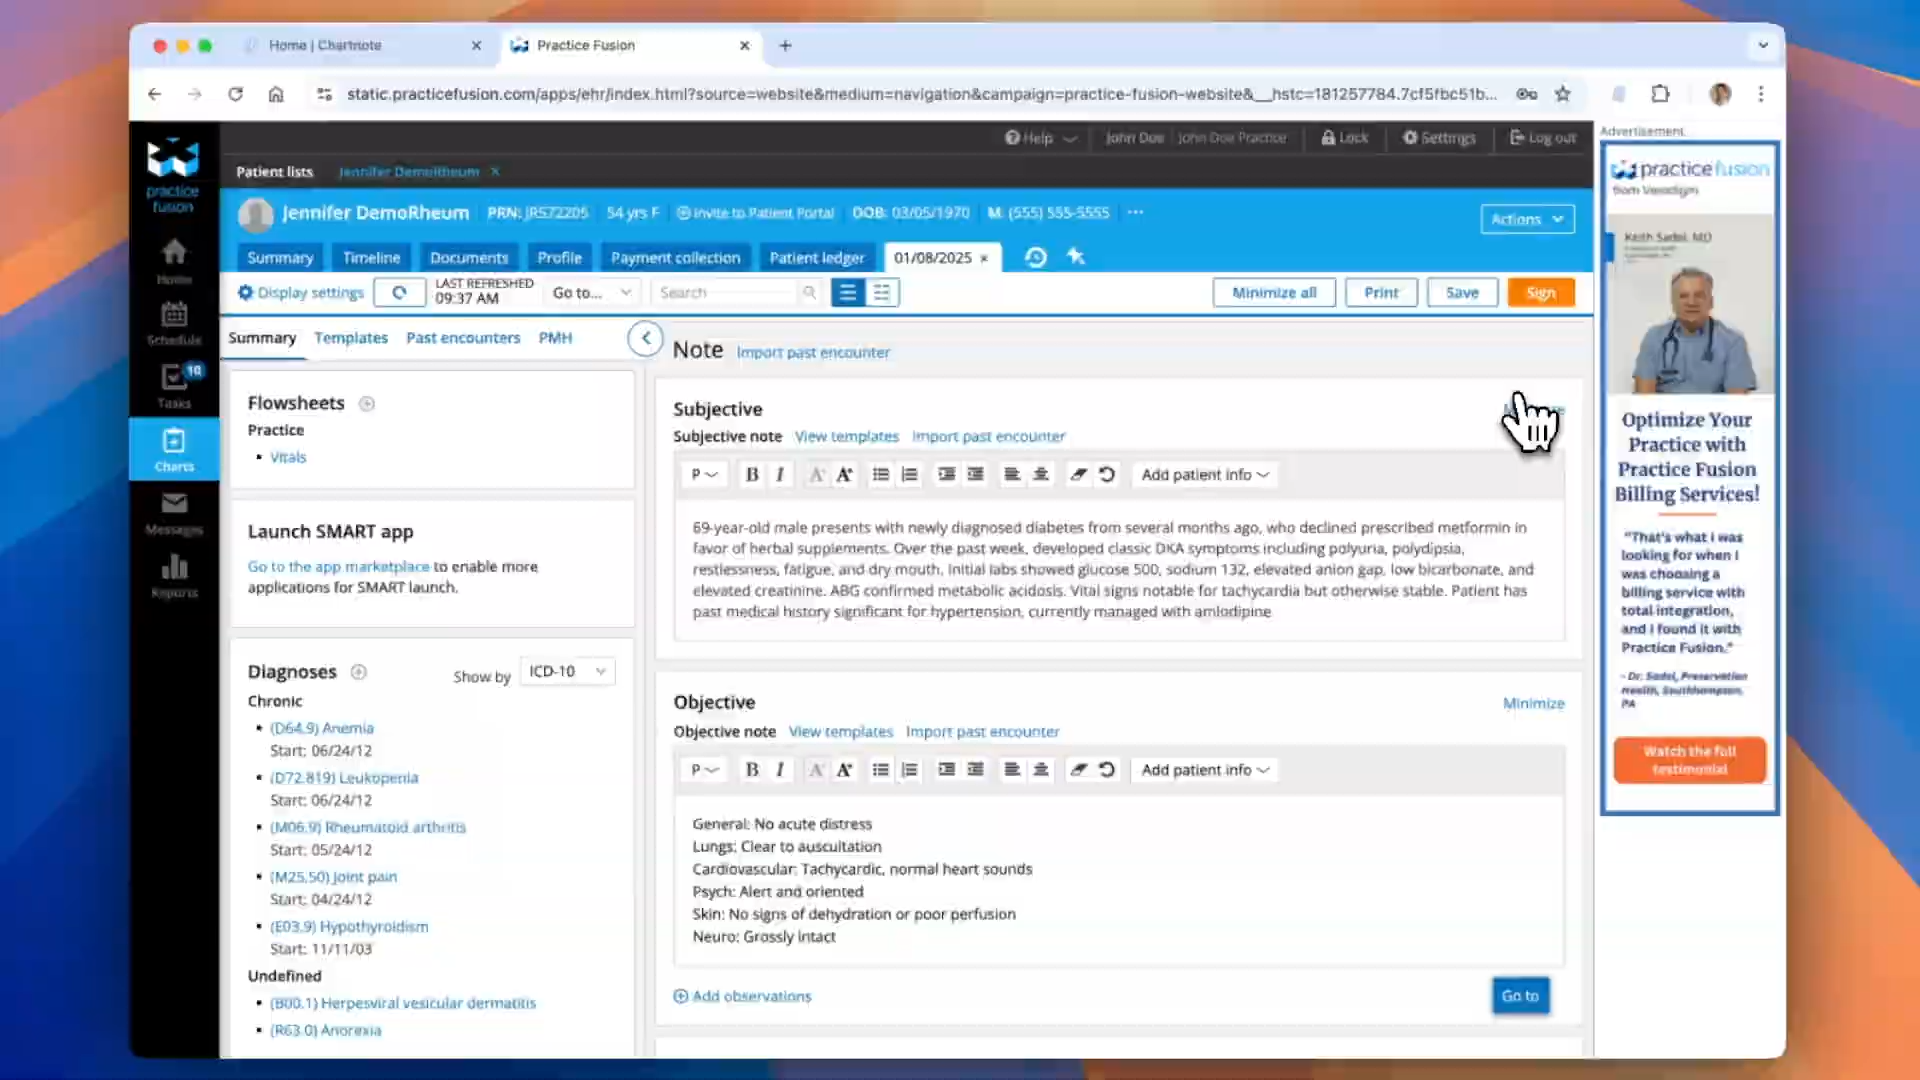 Home | Chartnote
Practice Fusion
static.practicefusion.com/apps/ehr/index.html?source=website&medium=navigation&campaign=practice-fusion-website&__hstc=181257784.7cf5fbc51b...
practice
fusion
Home
Schedule
Tasks
10
Charts
Messages
Reports
Help
John Doe
John Doe Practice
Lock
Settings
Log out
Patient lists
Jennifer DemoRheum
Jennifer DemoRheum
PRN: JR572205
54 yrs F
Invite to Patient Portal
DOB: 03/05/1970
M: (555) 555-5555
Actions
Summary
Timeline
Documents
Profile
Payment collection
Patient ledger
01/08/2025
Display settings
LAST REFRESHED
09:37 AM
Go to...
Search
Minimize all
Print
Save
Sign
Summary
Templates
Past encounters
PMH
Flowsheets
Practice
Vitals
Launch SMART app
Go to the app marketplace to enable more
applications for SMART launch.
Diagnoses
Show by
ICD-10
Chronic
(D64.9) Anemia
Start: 06/24/12
(D72.819) Leukopenia
Start: 06/24/12
(M06.9) Rheumatoid arthritis
Start: 05/24/12
(M25.50) Joint pain
Start: 04/24/12
(E03.9) Hypothyroidism
Start: 11/11/03
Undefined
(B00.1) Herpesviral vesicular dermatitis
(R63.0) Anorexia
Note
Import past encounter
Subjective
Subjective note
View templates
Import past encounter
P
B
I
A
A
Add patient info
69-year-old male presents with newly diagnosed diabetes from several months ago, who declined prescribed metformin in
favor of herbal supplements. Over the past week, developed classic DKA symptoms including polyuria, polydipsia,
restlessness, fatigue, and dry mouth. Initial labs showed glucose 500, sodium 132, elevated anion gap, low bicarbonate, and
elevated creatinine. ABG confirmed metabolic acidosis. Vital signs notable for tachycardia but otherwise stable. Patient has
past medical history significant for hypertension, currently managed with amlodipine
Objective
Minimize
Objective note
View templates
Import past encounter
P
B
I
A
A
Add patient info
General: No acute distress
Lungs: Clear to auscultation
Cardiovascular: Tachycardic, normal heart sounds
Psych: Alert and oriented
Skin: No signs of dehydration or poor perfusion
Neuro: Grossly intact
Add observations
Go to
Advertisement
practice fusion
from Veradigm
Keith Sadel, MD
Optimize Your
Practice with
Practice Fusion
Billing Services!
"That's what I was
looking for when I
was choosing a
billing service with
total integration,
and I found it with
Practice Fusion."
- Dr. Sadel, Preservation
Health, Southhampton,
PA
Watch the full
testimonial